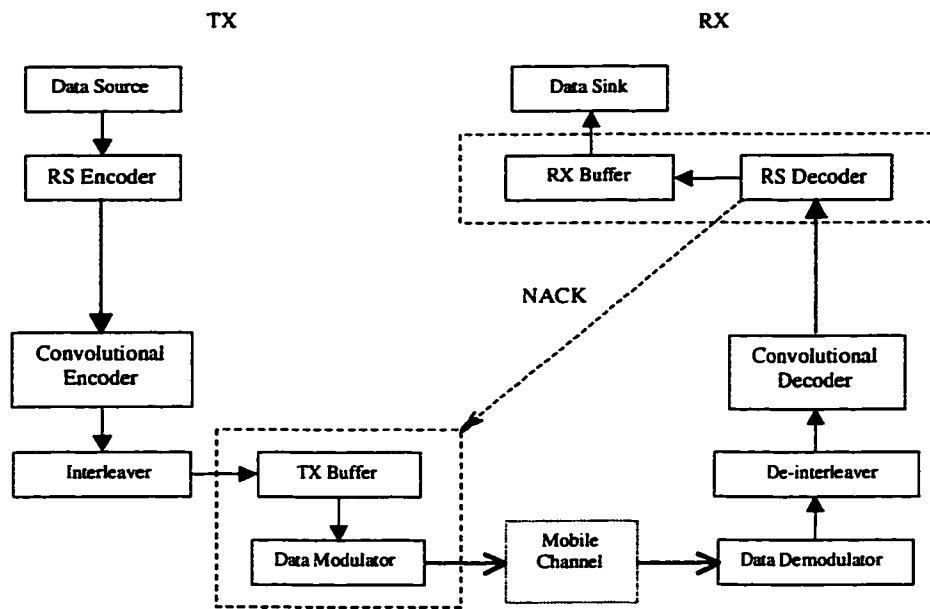 TX
RX
Data Source
Data Sink
RS Encoder
RX Buffer
RS Decoder
NACK
Convolutional
Encoder
Convolutional
Decoder
Interleaver
TX Buffer
De-interleaver
Data Modulator
Mobile
Channel
Data Demodulator